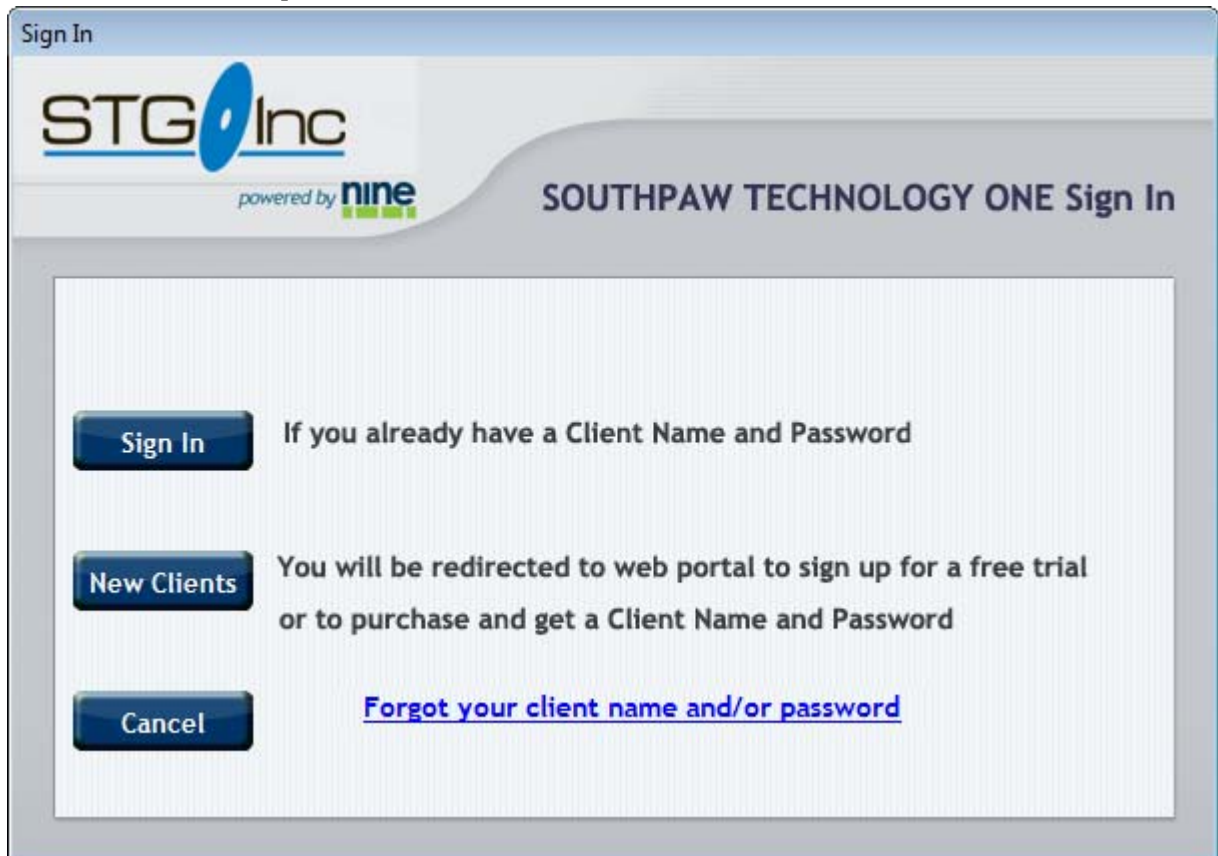 Sign In
STG Inc
powered by nine
SOUTHPAW TECHNOLOGY ONE Sign In
Sign In
If you already have a Client Name and Password
New Clients
You will be redirected to web portal to sign up for a free trial
or to purchase and get a Client Name and Password
Cancel
Forgot your client name and/or password